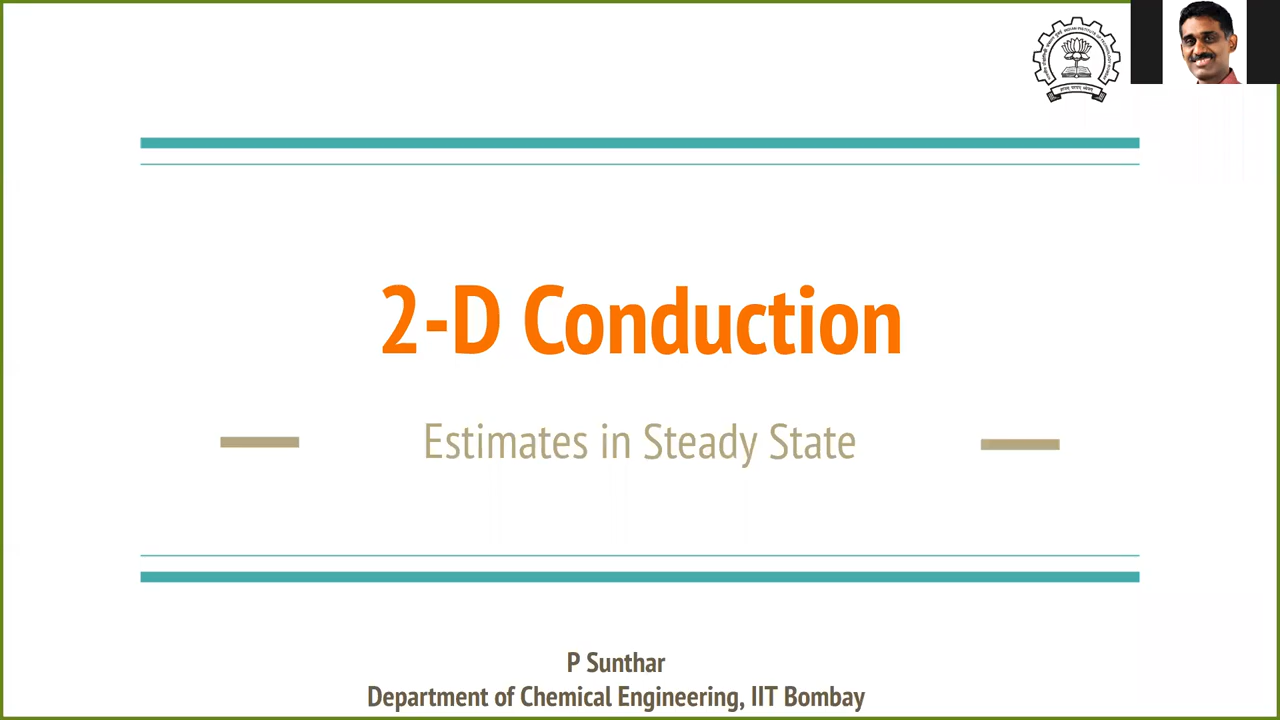 2-D Conduction
Estimates in Steady State
P Sunthar
Department of Chemical Engineering, IIT Bombay